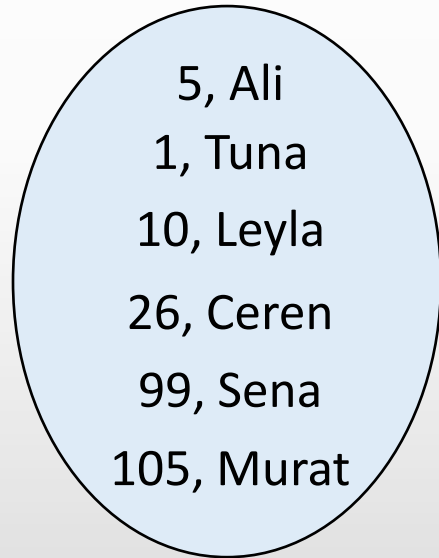 5, Ali
1, Tuna
10, Leyla
26, Ceren
99, Sena
105, Murat